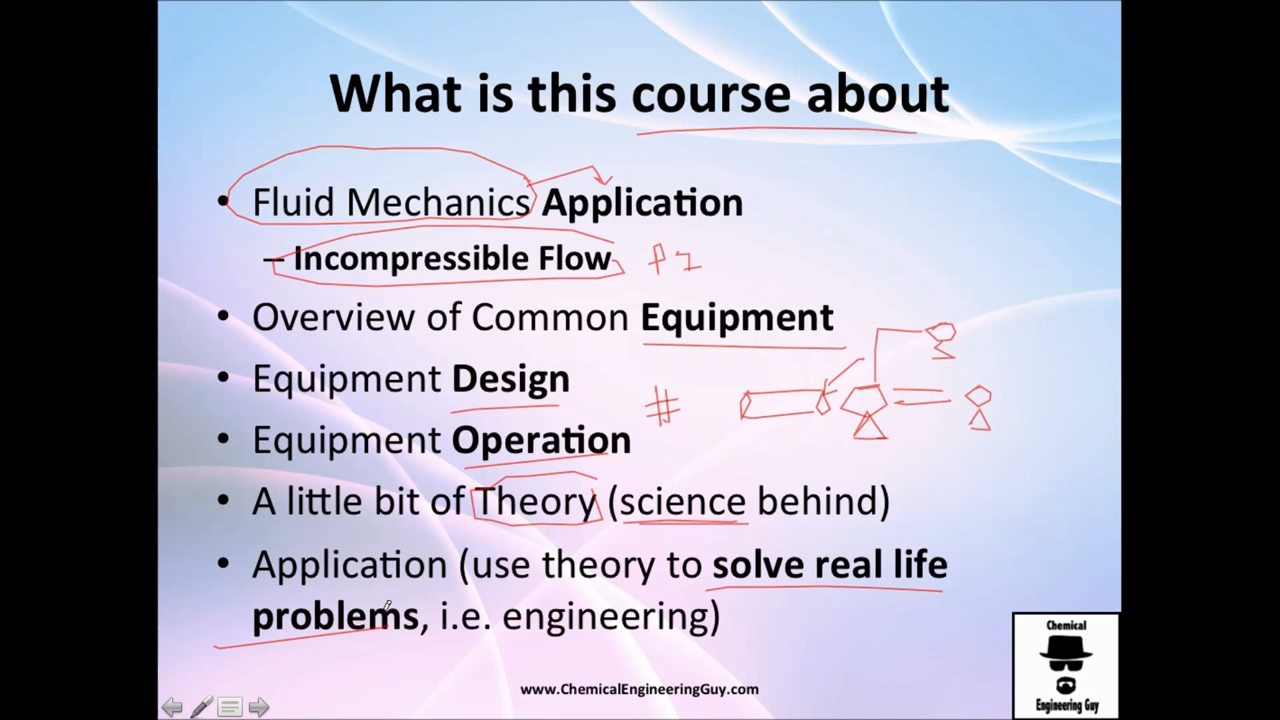 What is this course about
• Fluid Mechanics Application
– Incompressible Flow P1
• Overview of Common Equipment
• Equipment Design
• Equipment Operation
#
• A little bit of Theory (science behind)
• Application (use theory to solve real life
problems, i.e. engineering)
www.ChemicalEngineeringGuy.com
Chemical
Engineering Guy